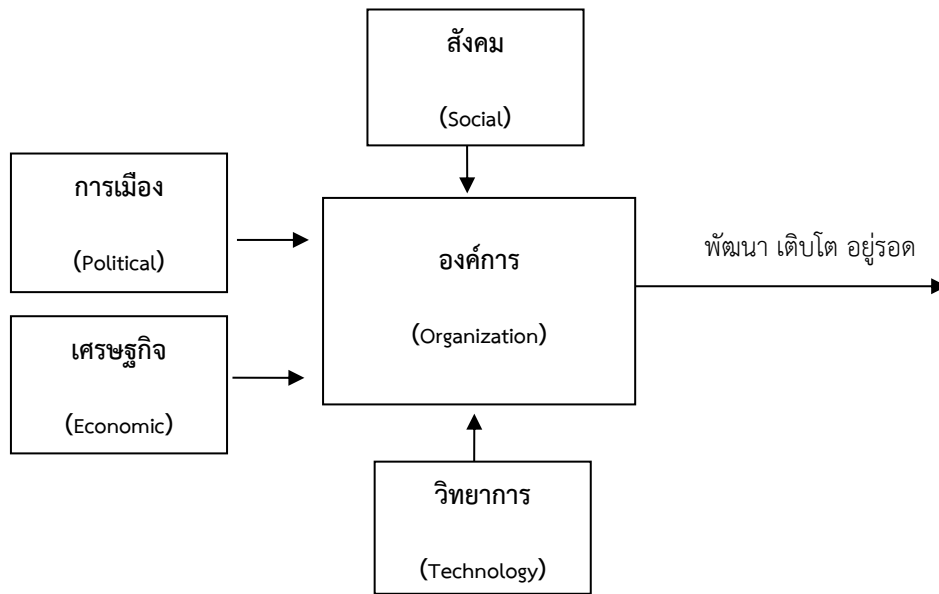 สังคม
(Social)
การเมือง
(Political)
องค์การ
(Organization)
พัฒนา เติบโต อยู่รอด
เศรษฐกิจ
(Economic)
วิทยาการ
(Technology)